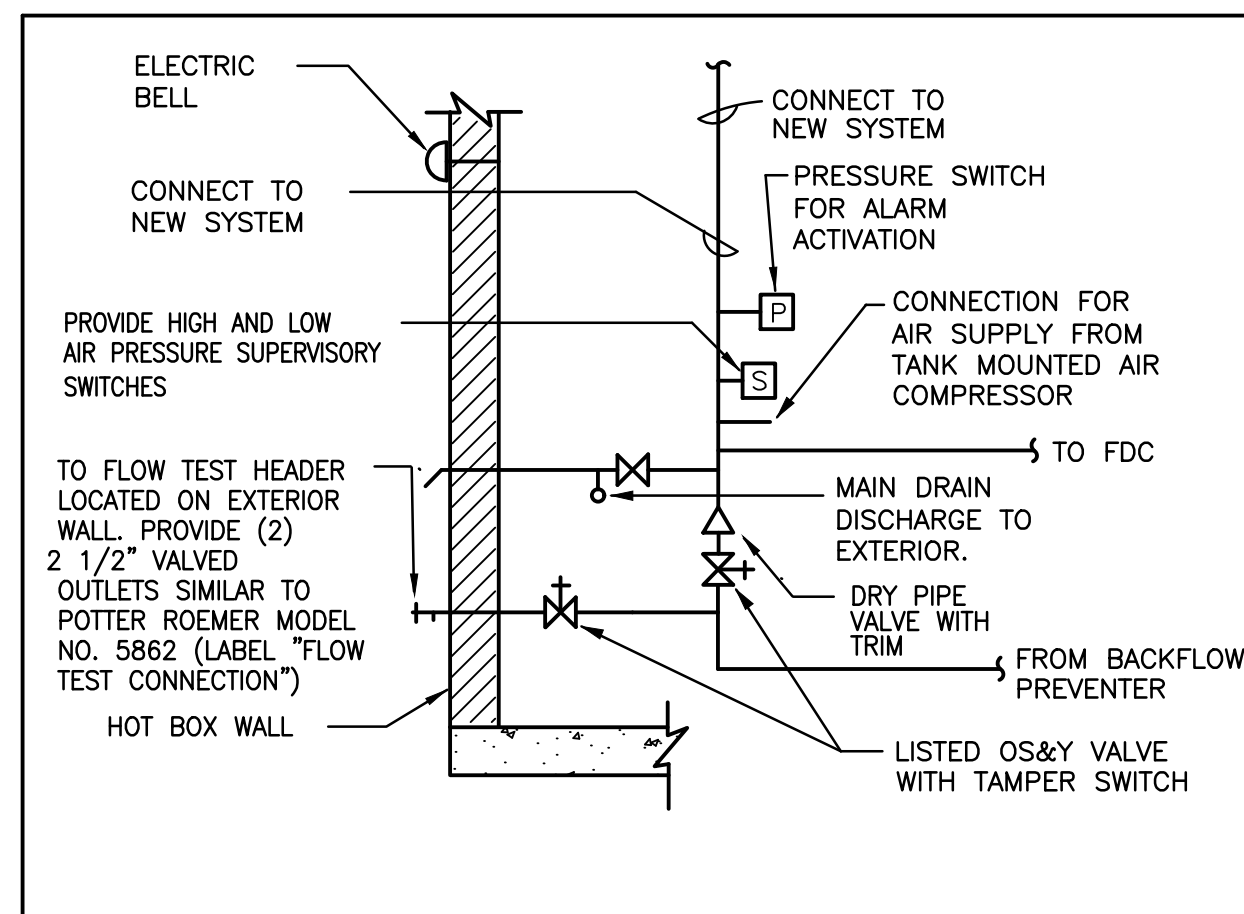 ELECTRIC
BELL
CONNECT TO
NEW SYSTEM
CONNECT TO
NEW SYSTEM
PRESSURE SWITCH
FOR ALARM
ACTIVATION
P
PROVIDE HIGH AND LOW
AIR PRESSURE SUPERVISORY
SWITCHES
S
CONNECTION FOR
AIR SUPPLY FROM
TANK MOUNTED AIR
COMPRESSOR
TO FDC
TO FLOW TEST HEADER
LOCATED ON EXTERIOR
WALL. PROVIDE (2)
2 1/2" VALVED
OUTLETS SIMILAR TO
POTTER ROEMER MODEL
NO. 5862 (LABEL "FLOW
TEST CONNECTION")
MAIN DRAIN
DISCHARGE TO
EXTERIOR.
DRY PIPE
VALVE WITH
TRIM
FROM BACKFLOW
PREVENTER
HOT BOX WALL
LISTED OS&Y VALVE
WITH TAMPER SWITCH